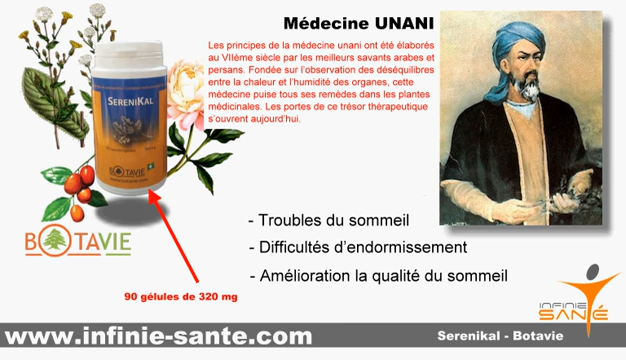 Médecine UNANI
Les principes de la médecine unani ont été élaborés
au VIIème siècle par les meilleurs savants arabes et
persans. Fondée sur l'observation des déséquilibres
entre la chaleur et l'humidité des organes, cette
médecine puise tous ses remèdes dans les plantes
médicinales. Les portes de ce trésor thérapeutique
s'ouvrent aujourd'hui.
SERENIKAL
BOTAVIE
BOTAVIE
- Troubles du sommeil
- Difficultés d'endormissement
- Amélioration la qualité du sommeil
90 gélules de 320 mg
INFINIE
SANTÉ
www.infinie-sante.com
Serenikal - Botavie